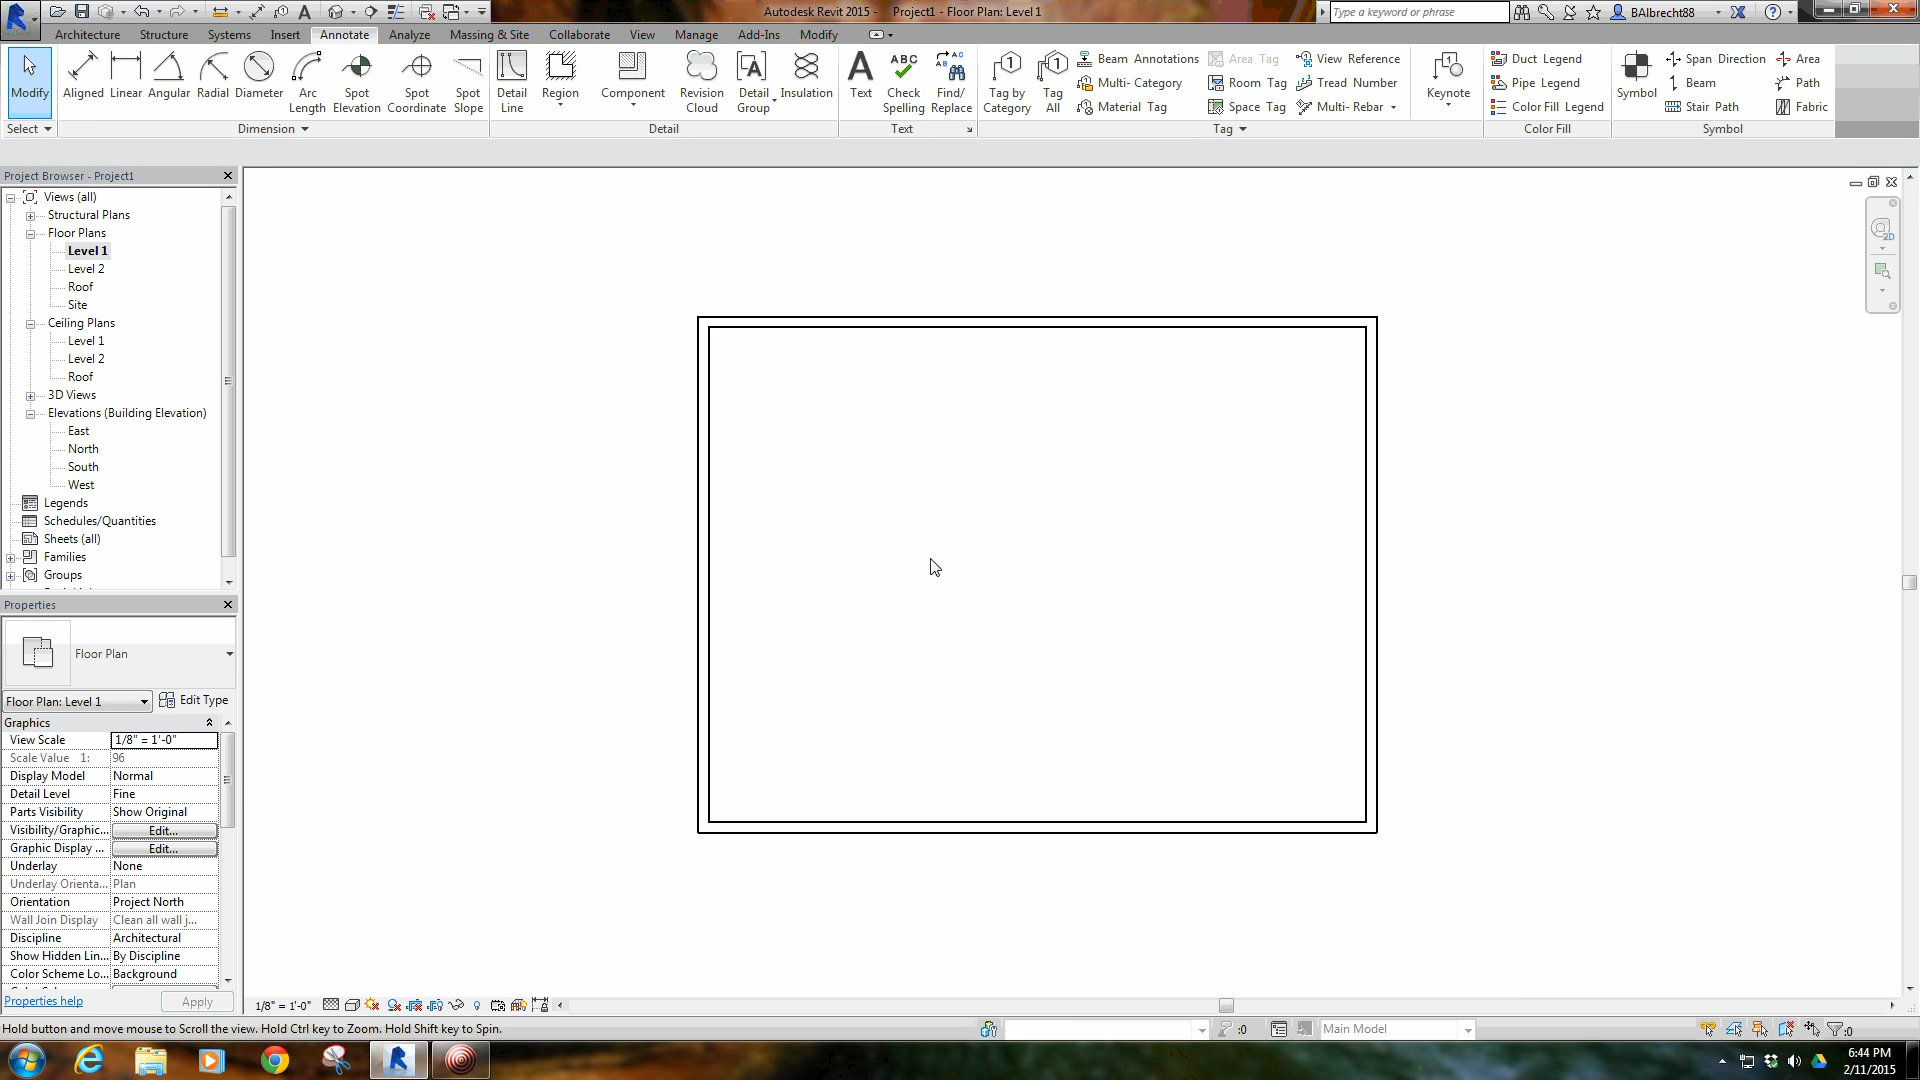 Autodesk Revit 2015 - Project1 - Floor Plan: Level 1
Type a keyword or phrase
BAlbrecht88
Architecture Structure Systems Insert Annotate Analyze Massing & Site Collaborate View Manage Add-Ins Modify
Modify
Aligned
Linear
Angular
Radial
Diameter
Arc Length
Spot Elevation
Spot Coordinate
Spot Slope
Detail Line
Region
Component
Revision Cloud
Detail Group
Insulation
Text
Check Spelling
Find/ Replace
Tag by Category
Tag All
Beam Annotations
Multi- Category
Material Tag
Area Tag
Room Tag
Space Tag
View Reference
Tread Number
Multi- Rebar
Keynote
Duct Legend
Pipe Legend
Color Fill Legend
Symbol
Span Direction
Beam
Stair Path
Area
Path
Fabric
Select
Dimension
Detail
Text
Tag
Color Fill
Symbol
Project Browser - Project1
Views (all)
Structural Plans
Floor Plans
Level 1
Level 2
Roof
Site
Ceiling Plans
Level 1
Level 2
Roof
3D Views
Elevations (Building Elevation)
East
North
South
West
Legends
Schedules/Quantities
Sheets (all)
Families
Groups
Properties
Floor Plan
Floor Plan: Level 1 Edit Type
Graphics
View Scale 1/8" = 1'-0"
Scale Value 1: 96
Display Model Normal
Detail Level Fine
Parts Visibility Show Original
Visibility/Graphic... Edit...
Graphic Display ... Edit...
Underlay None
Underlay Orienta... Plan
Orientation Project North
Wall Join Display Clean all wall j...
Discipline Architectural
Show Hidden Lin... By Discipline
Color Scheme Lo... Background
Properties help Apply
1/8" = 1'-0"
Hold button and move mouse to Scroll the view. Hold Ctrl key to Zoom. Hold Shift key to Spin.
:0
Main Model
:0
2D
6:44 PM
2/11/2015